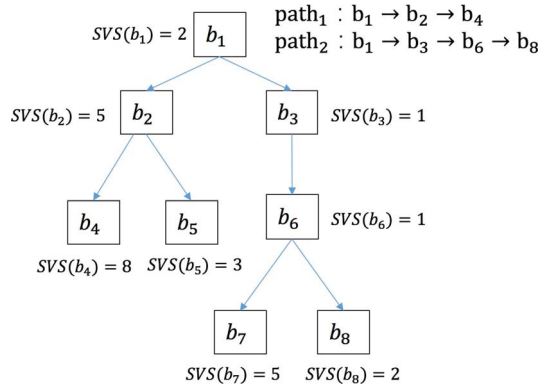 path₁ : b₁ → b₂ → b₄
SVS(b₁) = 2 b₁
path₂ : b₁ → b₃ → b₆ → b₈
SVS(b₂) = 5 b₂ b₃ SVS(b₃) = 1
b₄ b₅ b₆ SVS(b₆) = 1
SVS(b₄) = 8 SVS(b₅) = 3
b₇ b₈
SVS(b₇) = 5 SVS(b₈) = 2